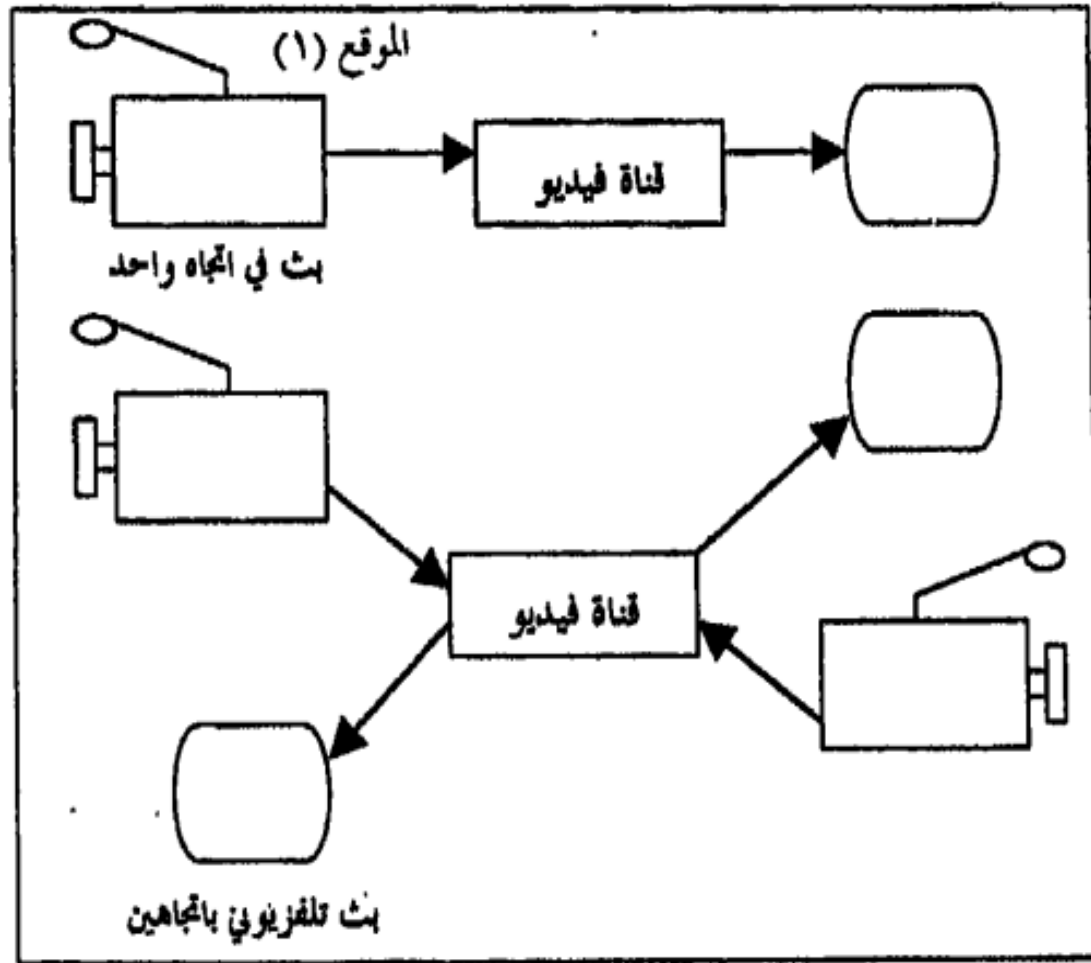 الموقع (١)
قناة فيديو
بث في اتجاه واحد
قناة فيديو
بث تلفزيوني باتجاهين